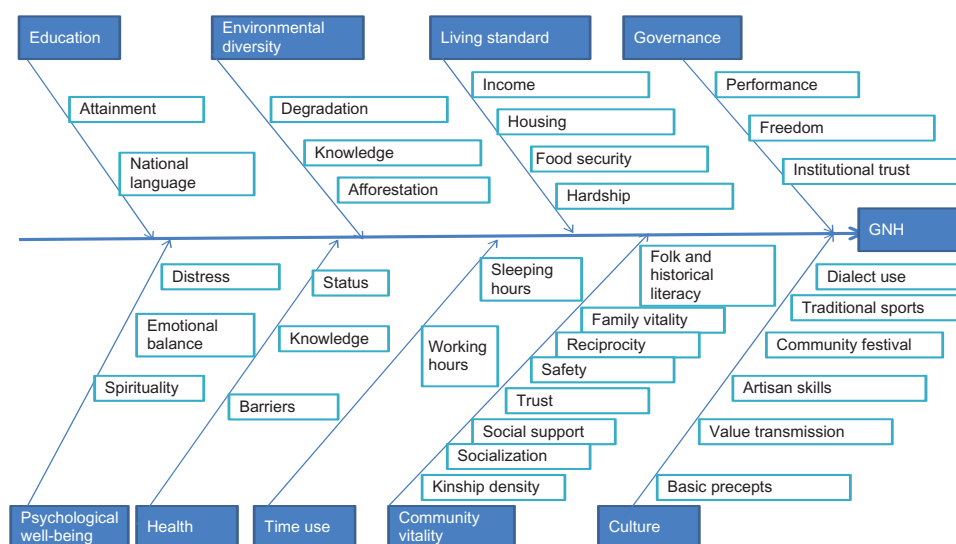 Education
Environmental
diversity
Living standard
Governance
Attainment
National
language
Degradation
Knowledge
Afforestation
Income
Housing
Food security
Hardship
Performance
Freedom
Institutional trust
GNH
Distress
Emotional
balance
Spirituality
Status
Knowledge
Barriers
Sleeping
hours
Working
hours
Folk and
historical
literacy
Family vitality
Reciprocity
Safety
Trust
Social support
Socialization
Kinship density
Dialect use
Traditional sports
Community festival
Artisan skills
Value transmission
Basic precepts
Psychological
well-being
Health
Time use
Community
vitality
Culture